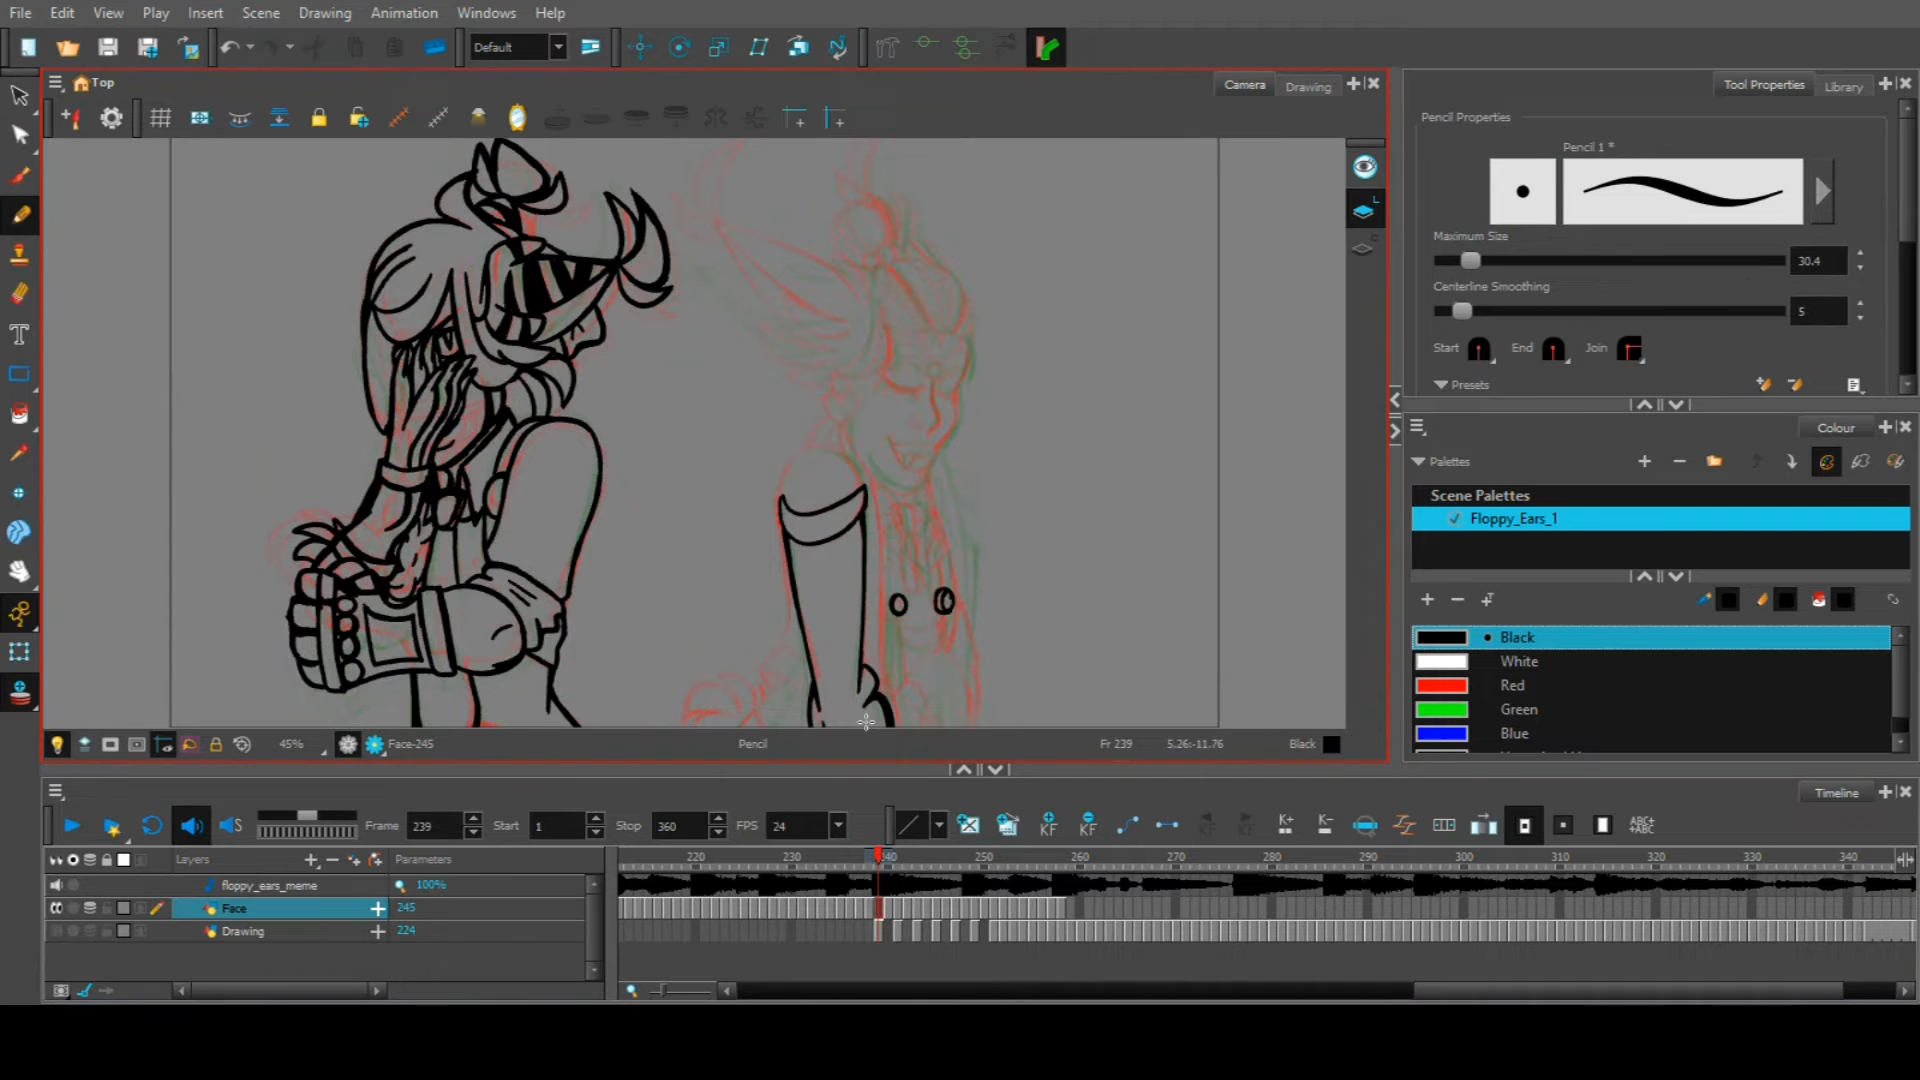 File Edit View Play Insert Scene Drawing Animation Windows Help
Default
Top
Camera Drawing
Tool Properties Library
Pencil Properties
Pencil 1 *
Maximum Size
30.4
Centerline Smoothing
5
Start End Join
Presets
Colour
Palettes
Scene Palettes
Floppy_Ears_1
Black
White
Red
Green
Blue
45% Face-245 Pencil Fr 239 5.26:-11.76 Black
Timeline
Frame 239 Start 1 Stop 360 FPS 24
KF KF K+ K- ABC+ ABC
Layers Parameters
220 230 240 250 260 270 280 290 300 310 320 330 340
floppy_ears_meme 100%
Face 245
Drawing 224